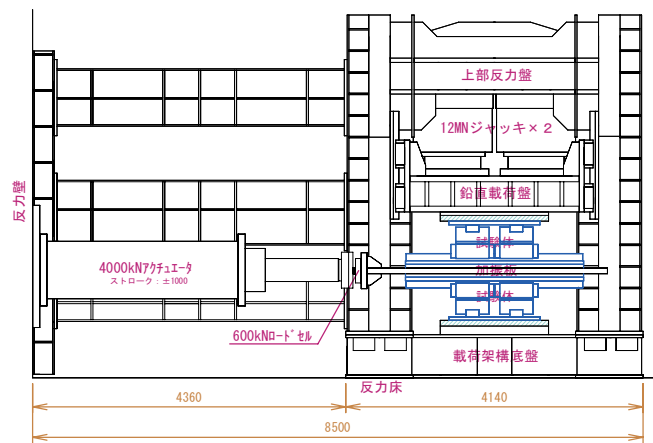 上部反力盤
12MNジャッキ×2
反力壁
鉛直載荷盤
試験体
4000kNアクチュエータ
ストローク：±1000
加振板
試験体
600kNロードセル
載荷架構底盤
反力床
4360
4140
8500